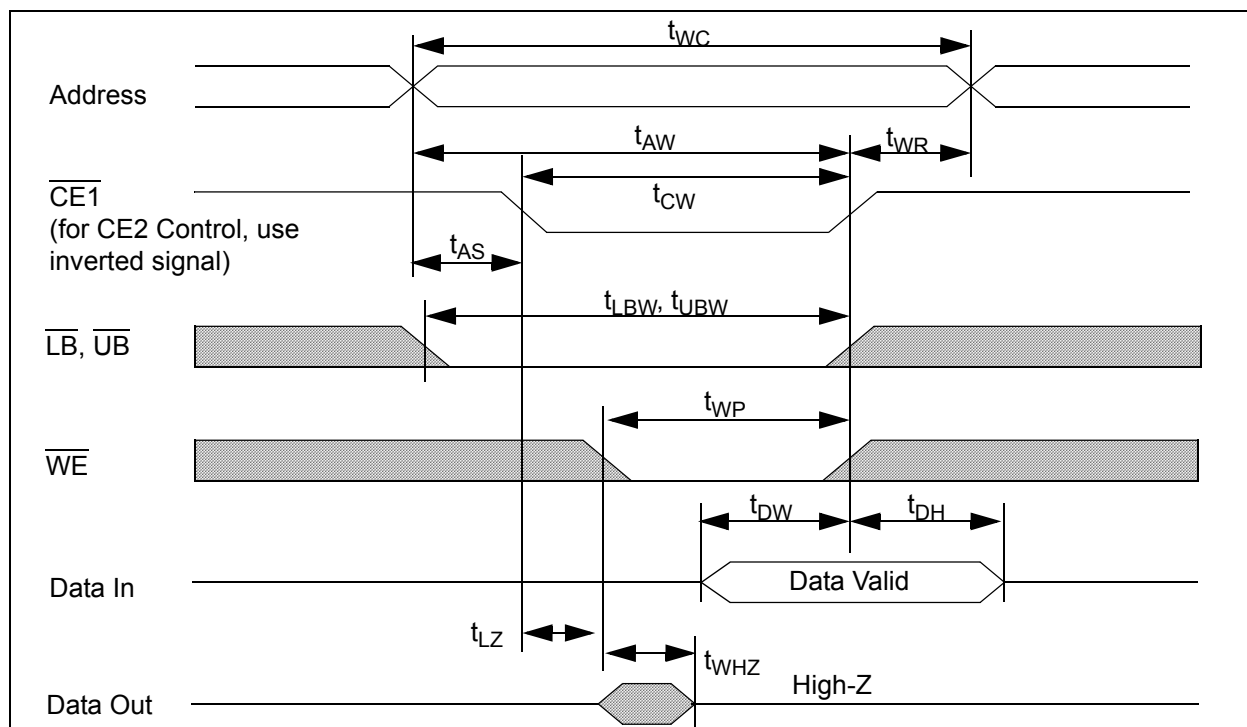 tWC
Address
tAW
tWR
CE1
(for CE2 Control, use
inverted signal)
tCW
tAS
tLBW, tUBW
LB, UB
tWP
WE
tDW
tDH
Data In
Data Valid
tLZ
tWHZ
High-Z
Data Out